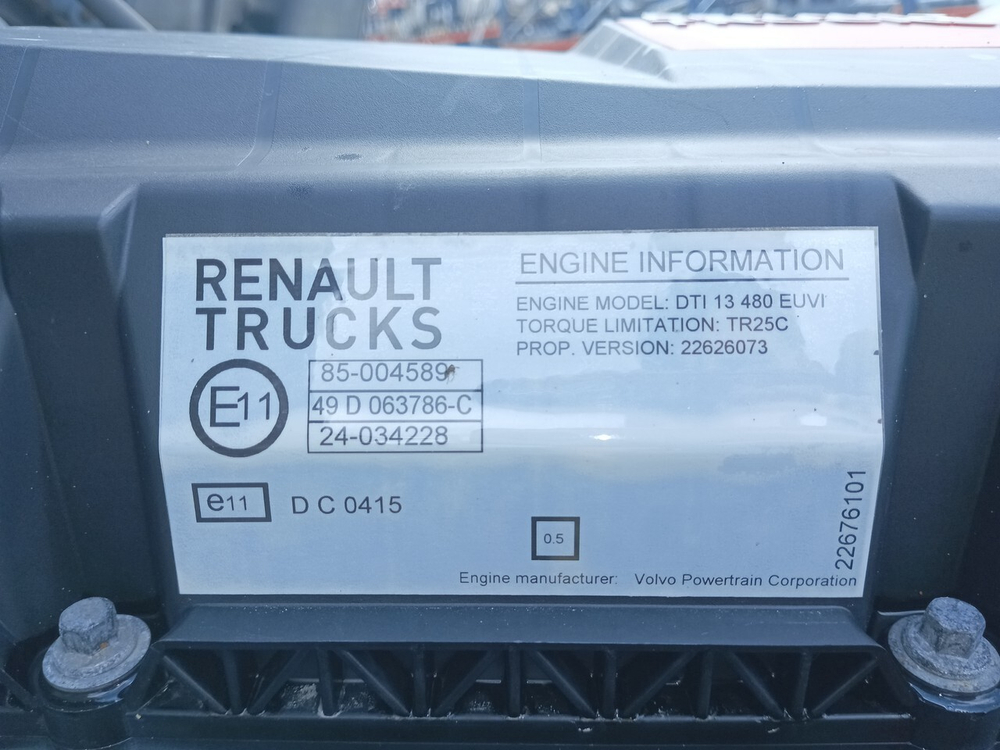 RENAULT
TRUCKS
E11
85-004589
49 D 063786-C
24-034228
e11 D C 0415
ENGINE INFORMATION
ENGINE MODEL: DTI 13 480 EUVI
TORQUE LIMITATION: TR25C
PROP. VERSION: 22626073
0.5
Engine manufacturer: Volvo Powertrain Corporation
22676101